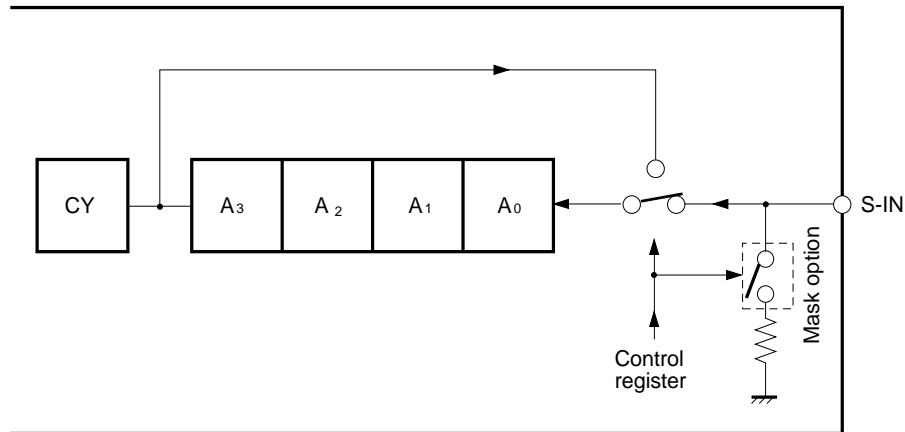 CY
A3
A2
A1
A0
S-IN
Mask option
Control
register